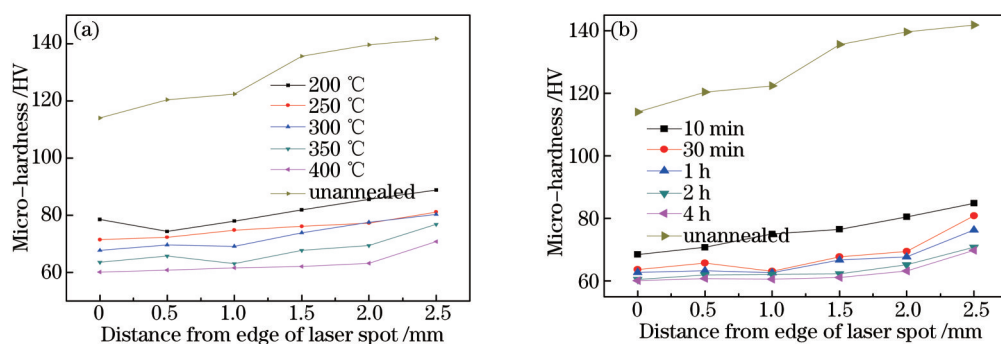 (a)
Micro-hardness /HV
140
120
100
80
60
200 ℃
250 ℃
300 ℃
350 ℃
400 ℃
unannealed
0 0.5 1.0 1.5 2.0 2.5
Distance from edge of laser spot /mm
(b)
Micro-hardness /HV
140
120
100
80
60
10 min
30 min
1 h
2 h
4 h
unannealed
0 0.5 1.0 1.5 2.0 2.5
Distance from edge of laser spot /mm